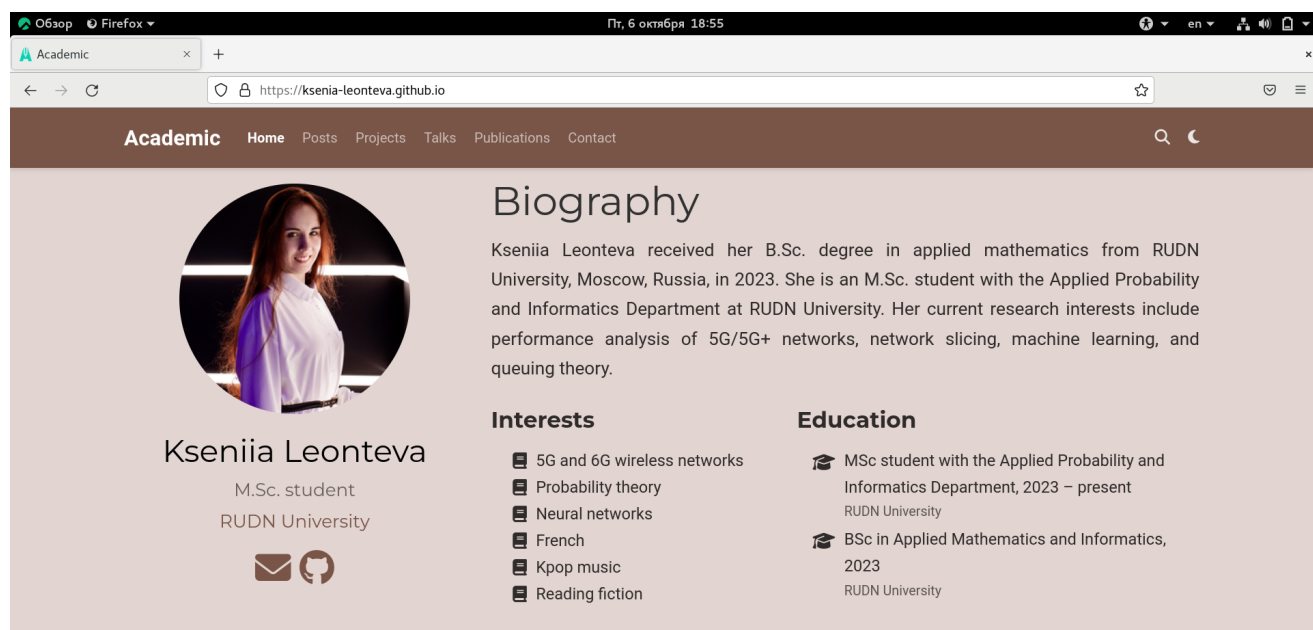 Обзор Firefox Пт, 6 октября 18:55 en
Academic
https://ksenia-leonteva.github.io
Academic Home Posts Projects Talks Publications Contact
Kseniia Leonteva
M.Sc. student
RUDN University
Biography
Kseniia Leonteva received her B.Sc. degree in applied mathematics from RUDN
University, Moscow, Russia, in 2023. She is an M.Sc. student with the Applied Probability
and Informatics Department at RUDN University. Her current research interests include
performance analysis of 5G/5G+ networks, network slicing, machine learning, and
queuing theory.
Interests
5G and 6G wireless networks
Probability theory
Neural networks
French
Kpop music
Reading fiction
Education
MSc student with the Applied Probability and
Informatics Department, 2023 – present
RUDN University
BSc in Applied Mathematics and Informatics,
2023
RUDN University